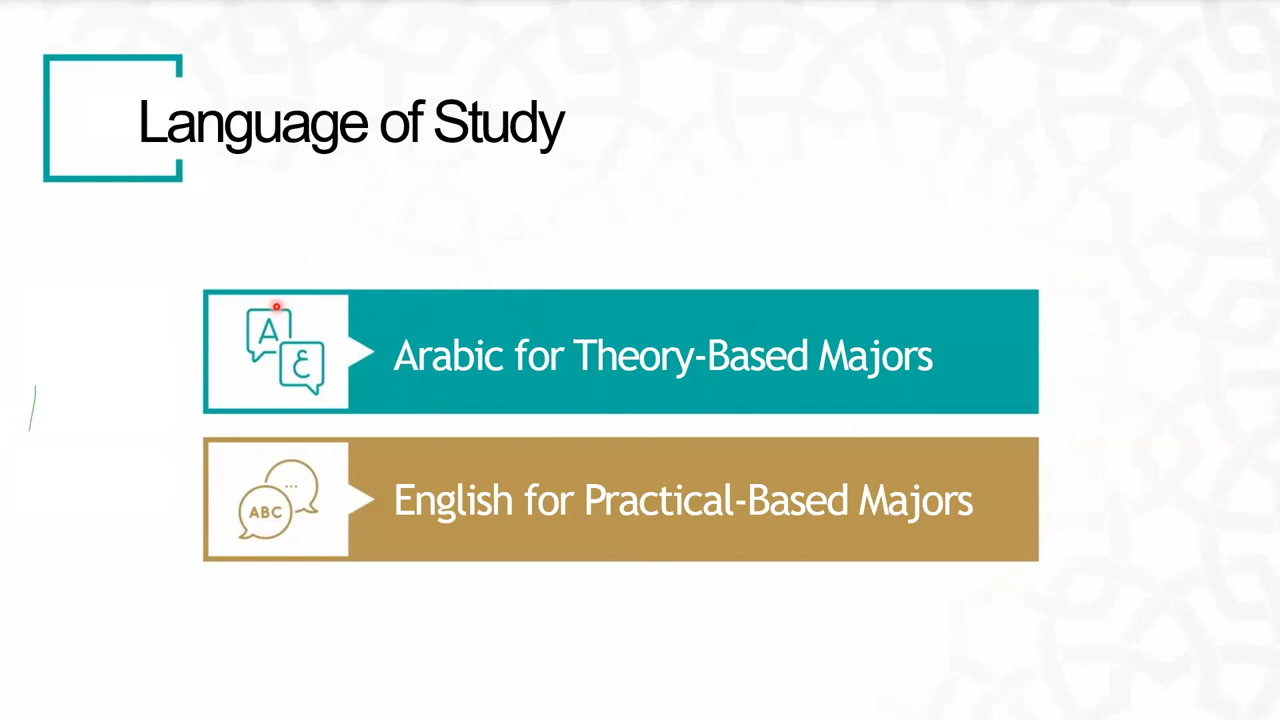 Language of Study
A
ع
Arabic for Theory-Based Majors
ABC
English for Practical-Based Majors